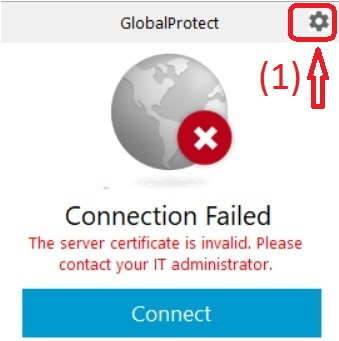 GlobalProtect
(1)
Connection Failed
The server certificate is invalid. Please
contact your IT administrator.
Connect